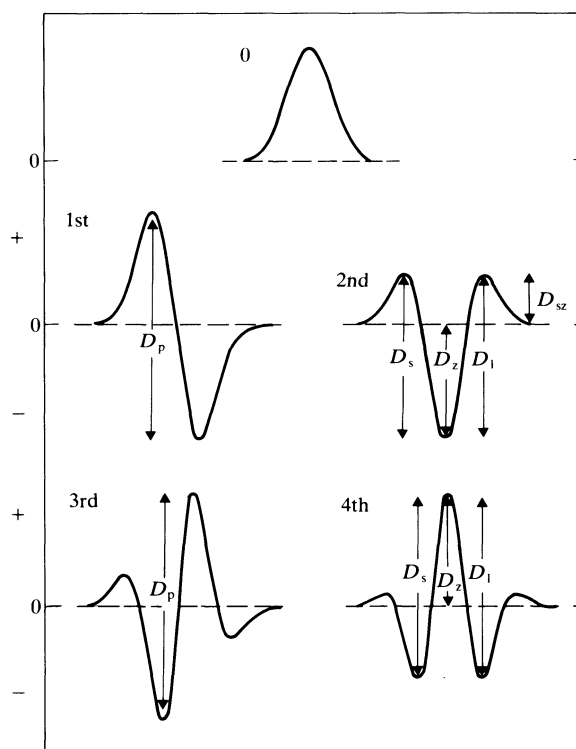 0
0
1st
+
2nd
D_sz
0
D_p
D_s
D_z
D_l
−
3rd
+
4th
D_p
D_s
D_z
D_l
0
−